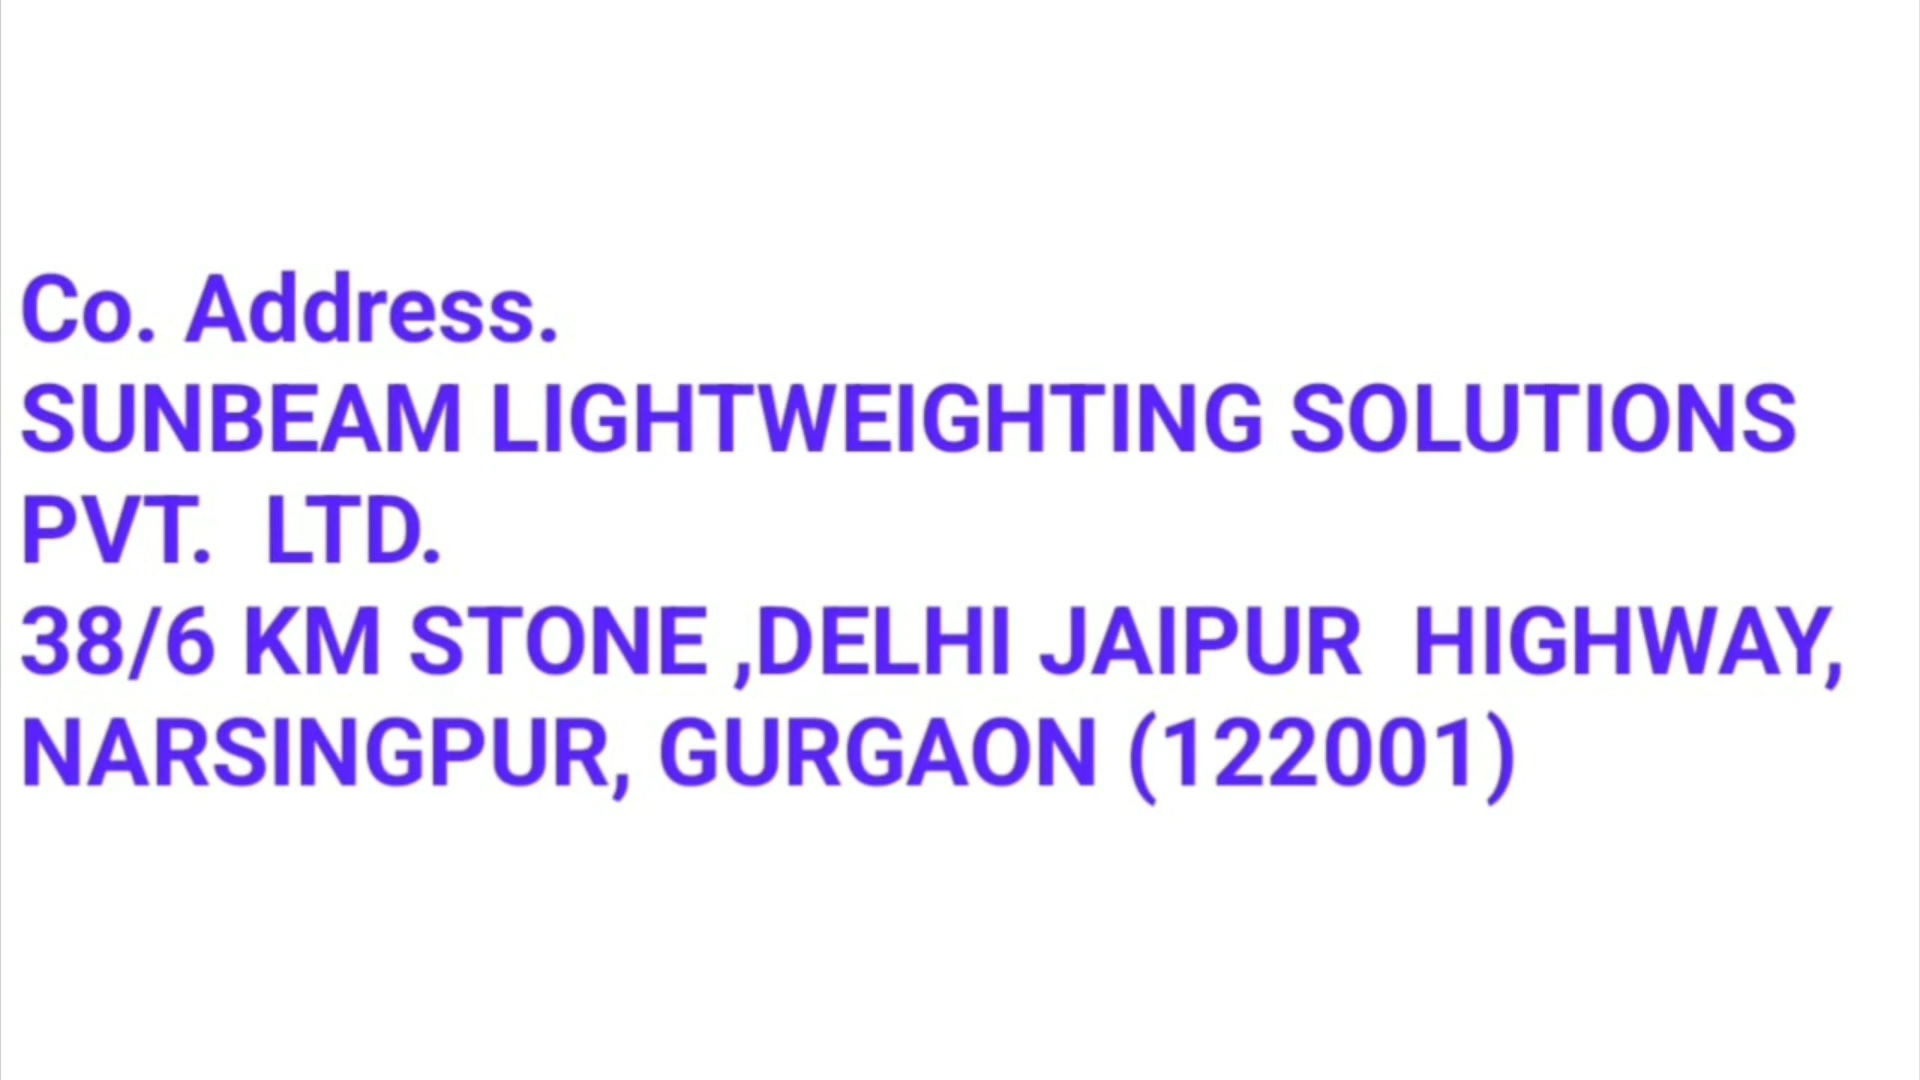 Co. Address.
SUNBEAM LIGHTWEIGHTING SOLUTIONS
PVT.  LTD.
38/6 KM STONE ,DELHI JAIPUR  HIGHWAY,
NARSINGPUR, GURGAON (122001)